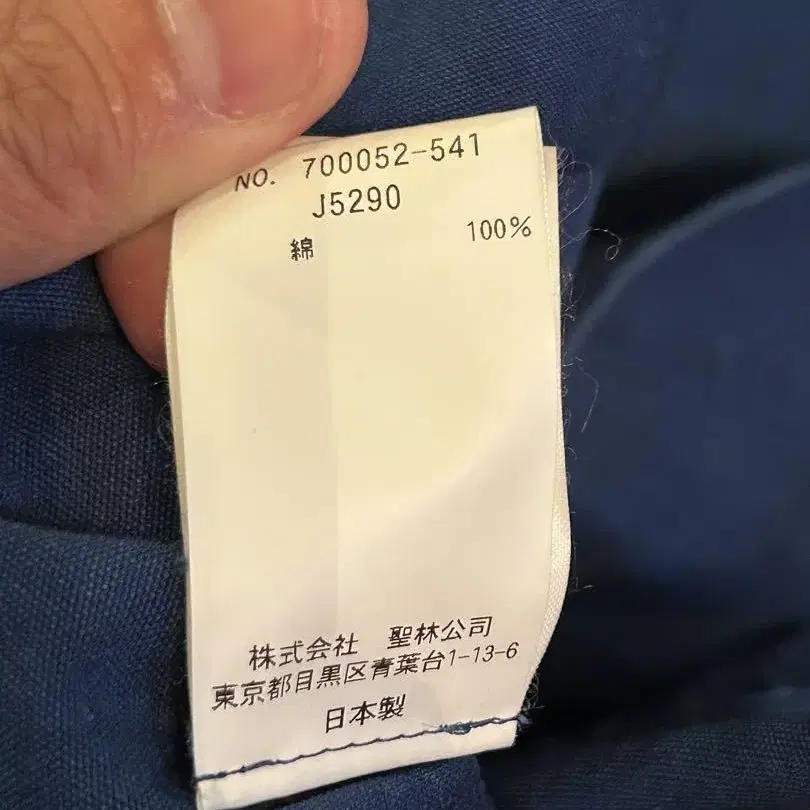 NO. 700052-541
J5290
綿 100%
株式会社 聖林公司
東京都目黒区青葉台1-13-6
日本製